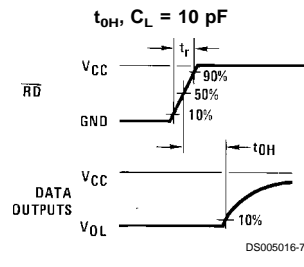 t0H, CL = 10 pF
tr
VCC
90%
RD
50%
10%
GND
t0H
VCC
DATA
OUTPUTS
10%
VOL
DS005016-7